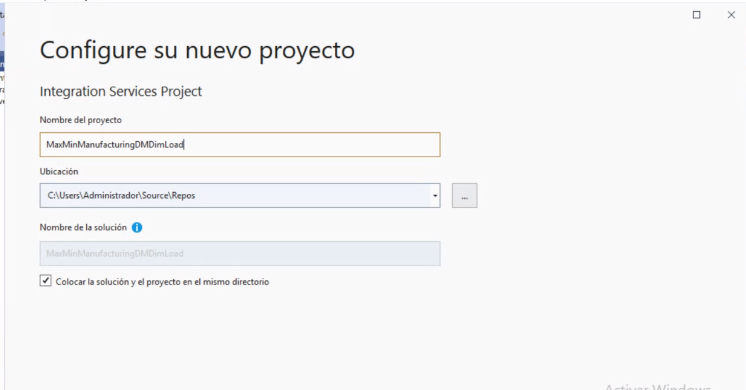 Configure su nuevo proyecto
Integration Services Project
Nombre del proyecto
MaxMinManufacturingDMDimLoad
Ubicación
C:\Users\Administrador\Source\Repos
...
Nombre de la solución
MaxMinManufacturingDMDimLoad
Colocar la solución y el proyecto en el mismo directorio
Activar Windows